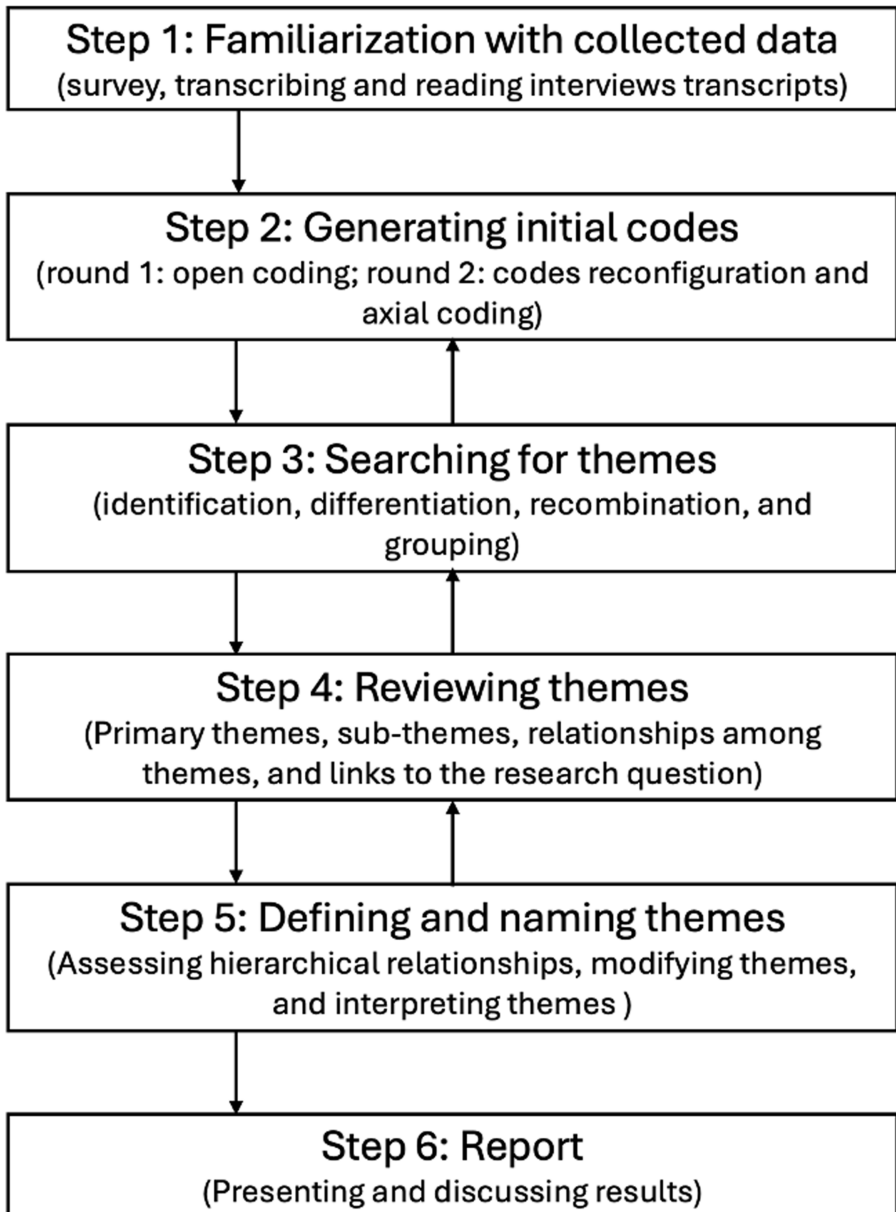 Step 1: Familiarization with collected data
(survey, transcribing and reading interviews transcripts)
Step 2: Generating initial codes
(round 1: open coding; round 2: codes reconfiguration and
axial coding)
Step 3: Searching for themes
(identification, differentiation, recombination, and
grouping)
Step 4: Reviewing themes
(Primary themes, sub-themes, relationships among
themes, and links to the research question)
Step 5: Defining and naming themes
(Assessing hierarchical relationships, modifying themes,
and interpreting themes )
Step 6: Report
(Presenting and discussing results)